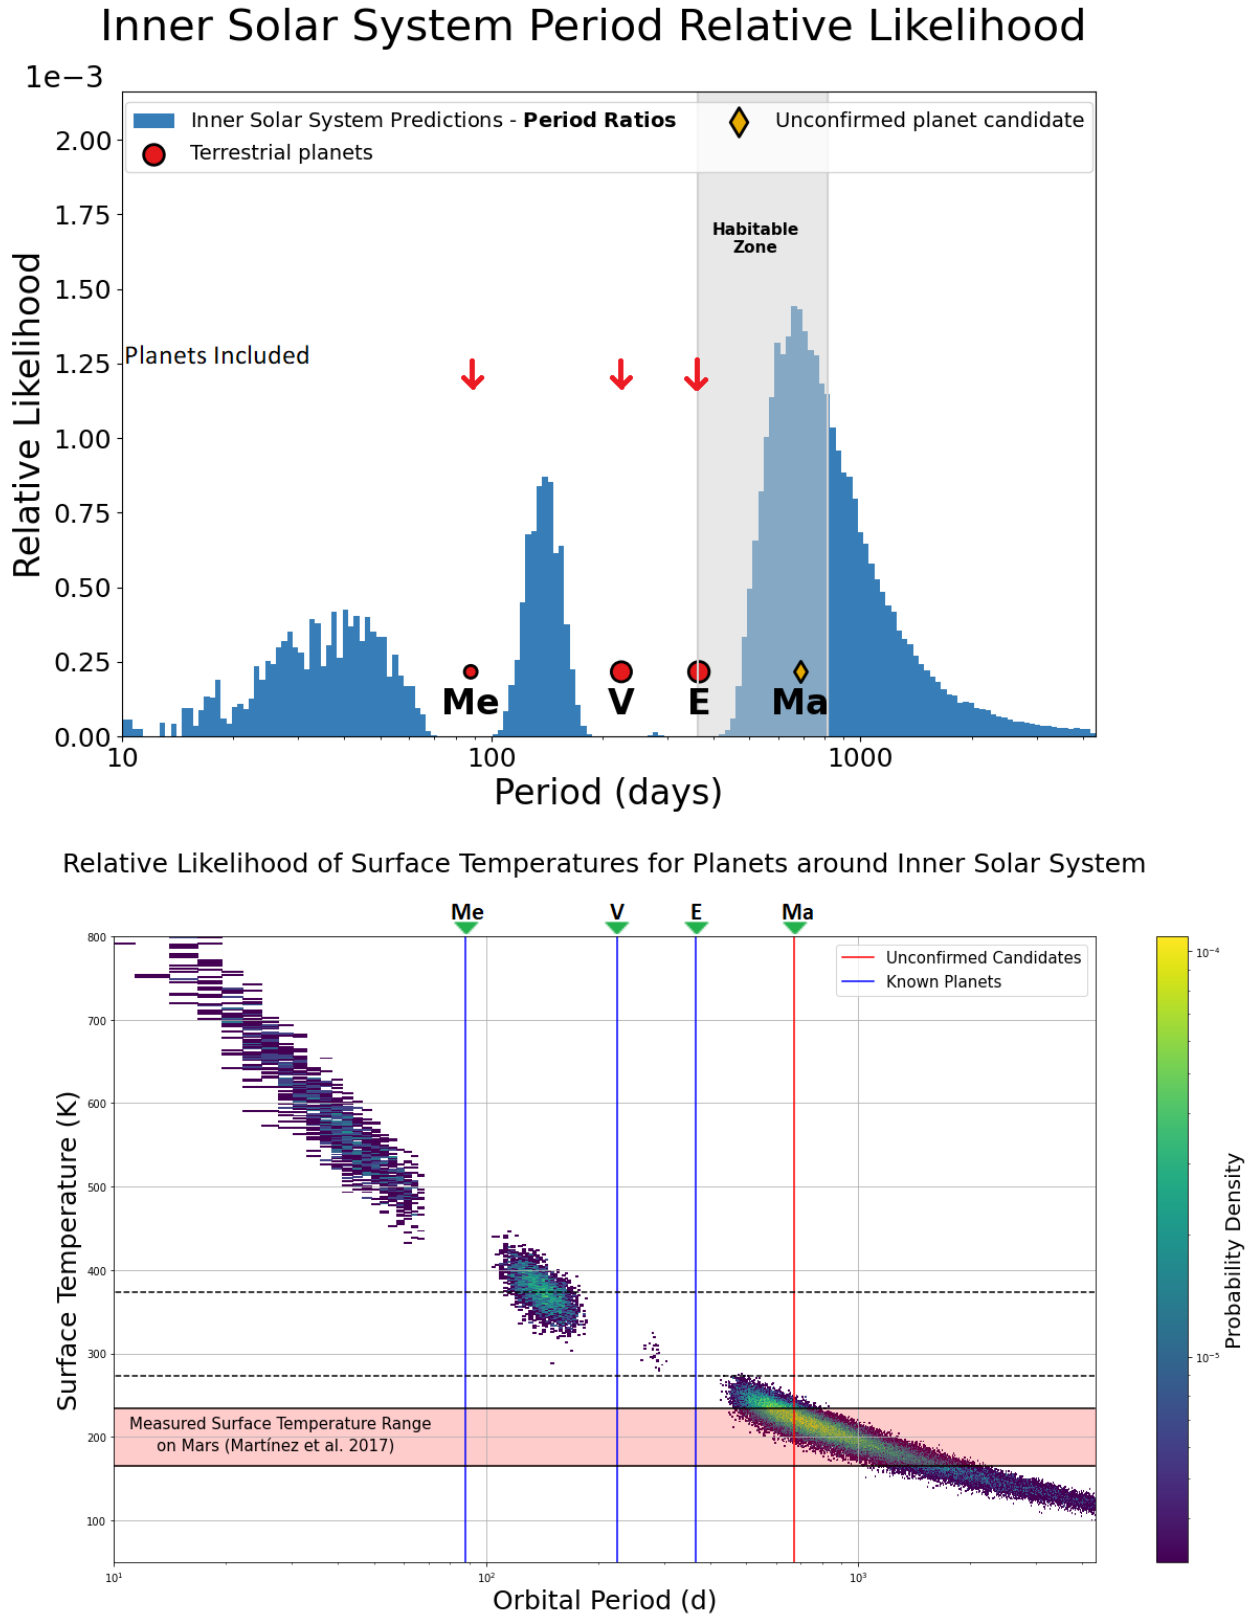 Inner Solar System Period Relative Likelihood
1e−3
Inner Solar System Predictions - Period Ratios
Unconfirmed planet candidate
Terrestrial planets
2.00
1.75
1.50
1.25
1.00
0.75
0.50
0.25
0.00
Relative Likelihood
Habitable
Zone
Planets Included
Me
V
E
Ma
10
100
1000
Period (days)
Relative Likelihood of Surface Temperatures for Planets around Inner Solar System
Me
V
E
Ma
Unconfirmed Candidates
Known Planets
800
700
600
500
400
300
200
100
Surface Temperature (K)
Measured Surface Temperature Range
on Mars (Martínez et al. 2017)
10¹
10²
10³
Orbital Period (d)
10⁻⁴
10⁻⁵
Probability Density